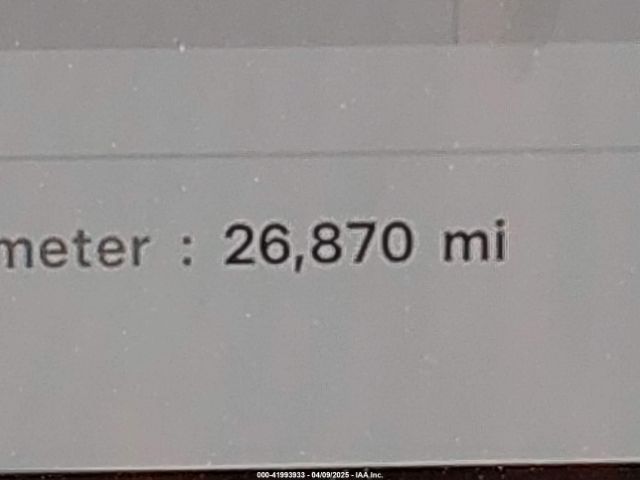 meter : 26,870 mi
000-41993933 - 04/09/2025 - IAA Inc.